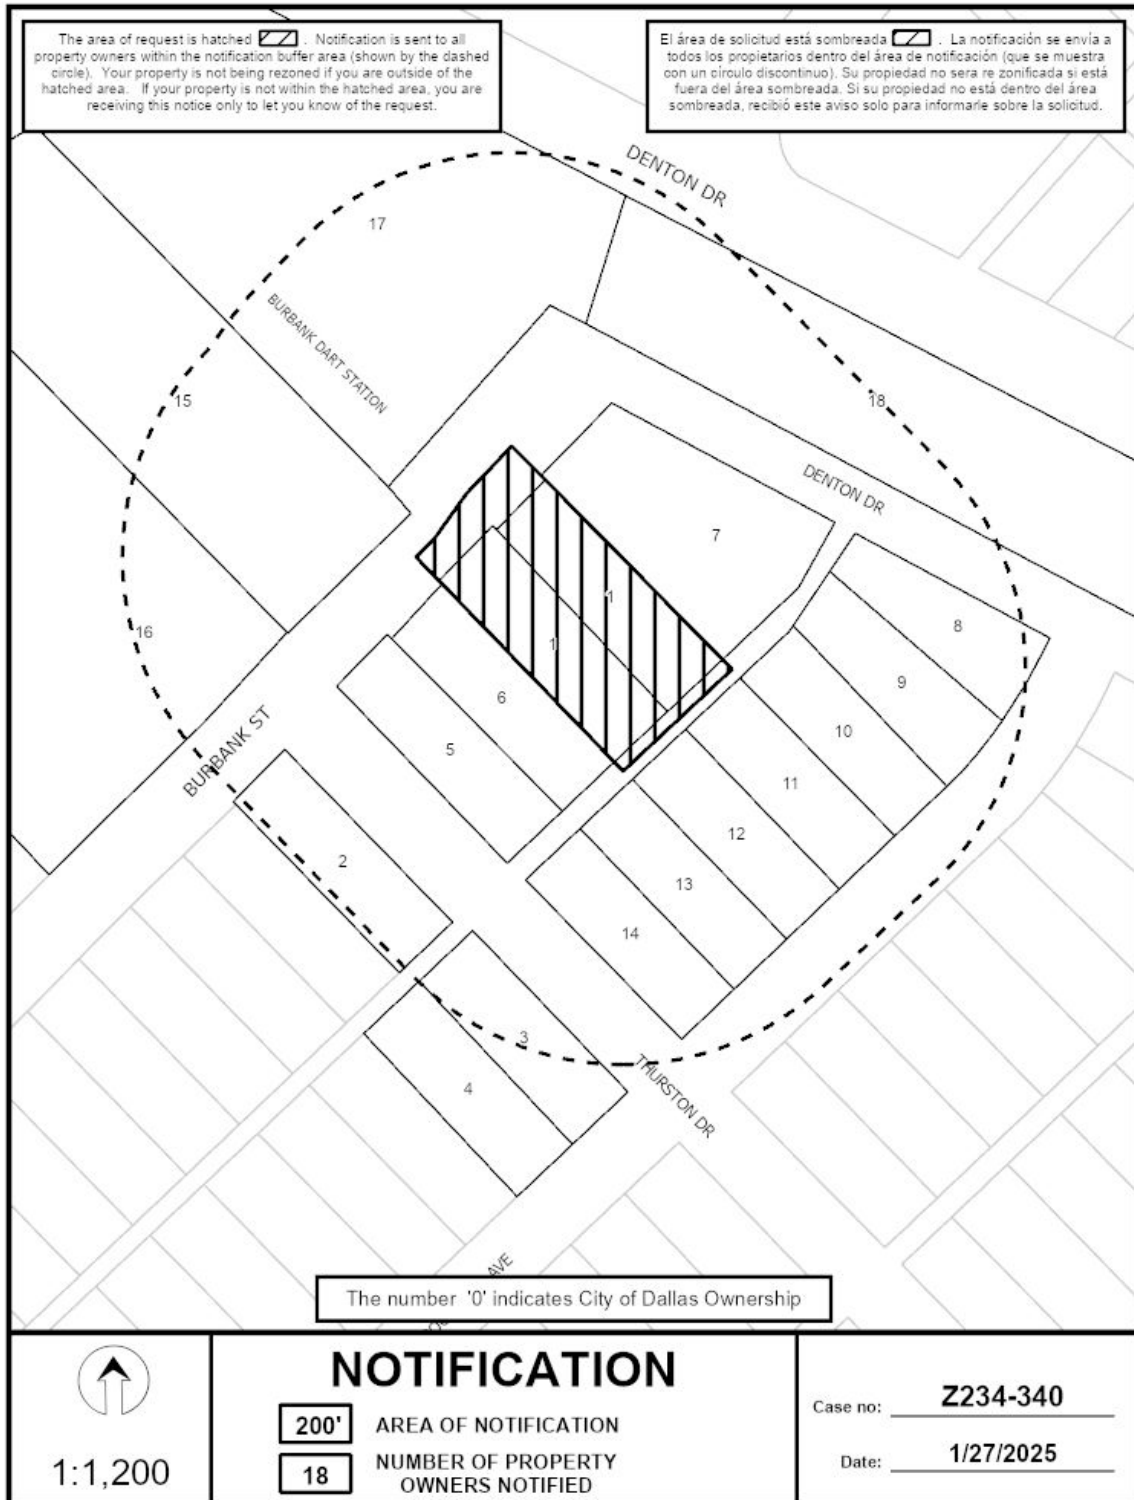 The area of request is hatched . Notification is sent to all
property owners within the notification buffer area (shown by the dashed
circle). Your property is not being rezoned if you are outside of the
hatched area. If your property is not within the hatched area, you are
receiving this notice only to let you know of the request.
El área de solicitud está sombreada . La notificación se envía a
todos los propietarios dentro del área de notificación (que se muestra
con un círculo discontinuo). Su propiedad no sera re zonificada si está
fuera del área sombreada. Si su propiedad no está dentro del área
sombreada, recibió este aviso solo para informarle sobre la solicitud.
DENTON DR
17
BURBANK DART STATION
15
18
DENTON DR
7
1
8
16
1
9
6
10
BURBANK ST
5
11
12
2
13
14
3
THURSTON DR
4
AVE
The number '0' indicates City of Dallas Ownership
NOTIFICATION
200' AREA OF NOTIFICATION
18 NUMBER OF PROPERTY
OWNERS NOTIFIED
1:1,200
Case no: Z234-340
Date: 1/27/2025